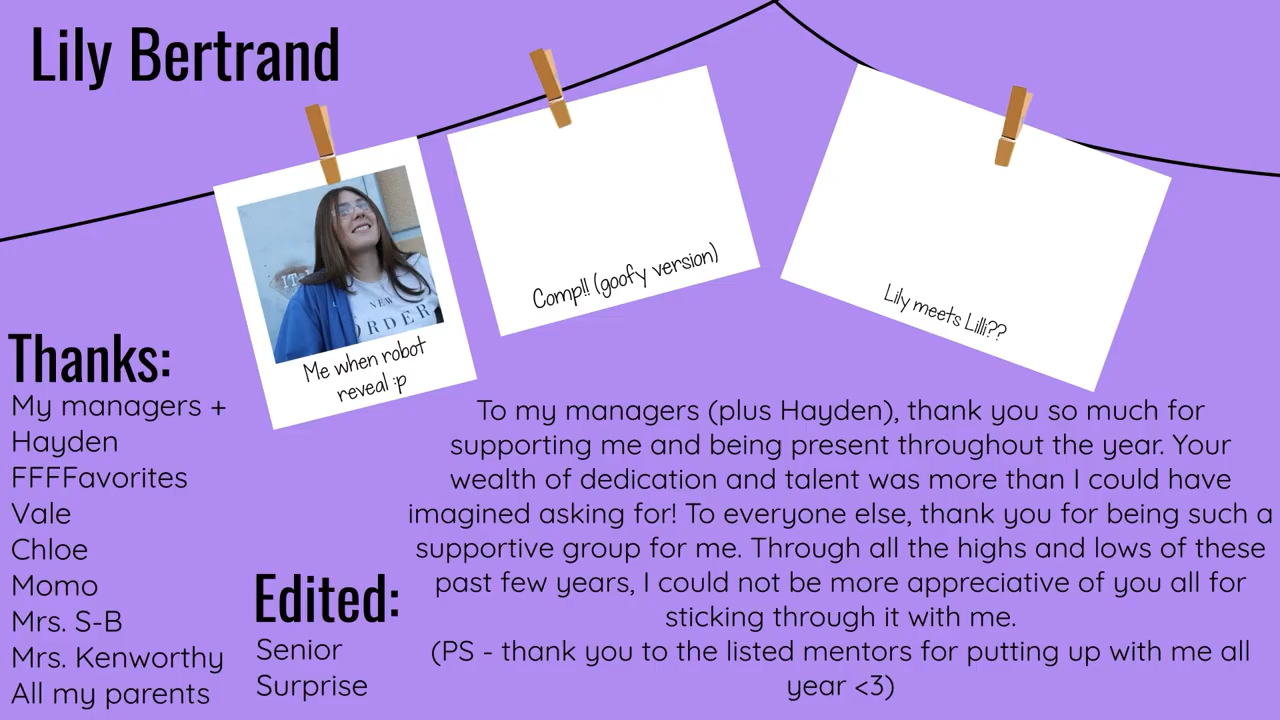 Lily Bertrand
Me when robot
reveal :p
Comp!! (goofy version)
Lily meets Lilli??
NEW
ORDER
Thanks:
My managers +
Hayden
FFFFavorites
Vale
Chloe
Momo
Mrs. S-B
Mrs. Kenworthy
All my parents
Edited:
Senior
Surprise
To my managers (plus Hayden), thank you so much for
supporting me and being present throughout the year. Your
wealth of dedication and talent was more than I could have
imagined asking for! To everyone else, thank you for being such a
supportive group for me. Through all the highs and lows of these
past few years, I could not be more appreciative of you all for
sticking through it with me.
(PS - thank you to the listed mentors for putting up with me all
year <3)